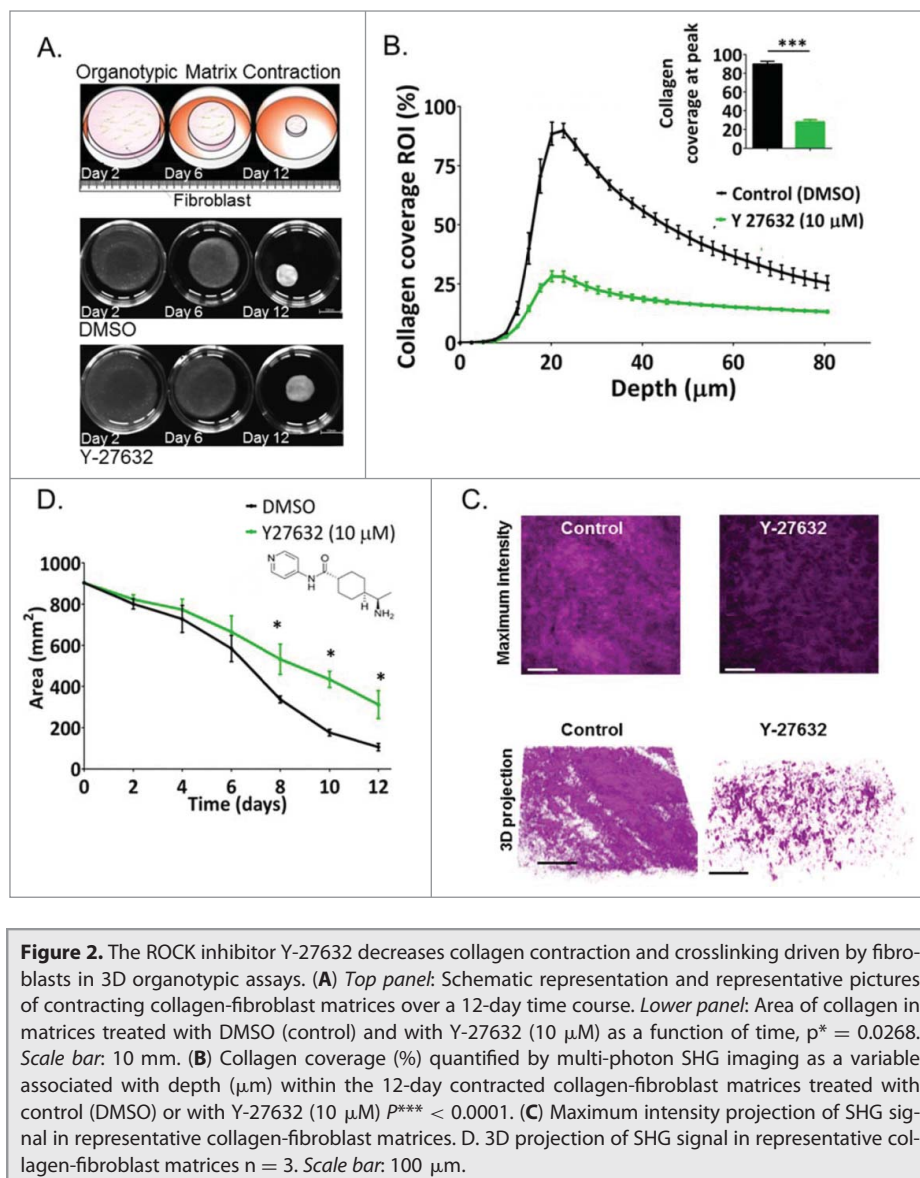 A.
Organotypic Matrix Contraction
Day 2
Day 6
Day 12
Fibroblast
Day 2
Day 6
Day 12
DMSO
Day 2
Day 6
Day 12
Y-27632
B.
Collagen coverage ROI (%)
100
75
50
25
0
0
20
40
60
80
Depth (μm)
Control (DMSO)
Y 27632 (10 μM)
Collagen
coverage at peak
100
80
60
40
20
0
***
D.
DMSO
Y27632 (10 μM)
N
O
N
H
H
NH₂
Area (mm²)
1000
800
600
400
200
0
0
2
4
6
8
10
12
Time (days)
*
*
*
C.
Maximum intensity
Control
Y-27632
3D projection
Control
Y-27632
Figure 2. The ROCK inhibitor Y-27632 decreases collagen contraction and crosslinking driven by fibro-
blasts in 3D organotypic assays. (A) Top panel: Schematic representation and representative pictures
of contracting collagen-fibroblast matrices over a 12-day time course. Lower panel: Area of collagen in
matrices treated with DMSO (control) and with Y-27632 (10 μM) as a function of time, p* = 0.0268.
Scale bar: 10 mm. (B) Collagen coverage (%) quantified by multi-photon SHG imaging as a variable
associated with depth (μm) within the 12-day contracted collagen-fibroblast matrices treated with
control (DMSO) or with Y-27632 (10 μM) P*** < 0.0001. (C) Maximum intensity projection of SHG sig-
nal in representative collagen-fibroblast matrices. D. 3D projection of SHG signal in representative col-
lagen-fibroblast matrices n = 3. Scale bar: 100 μm.